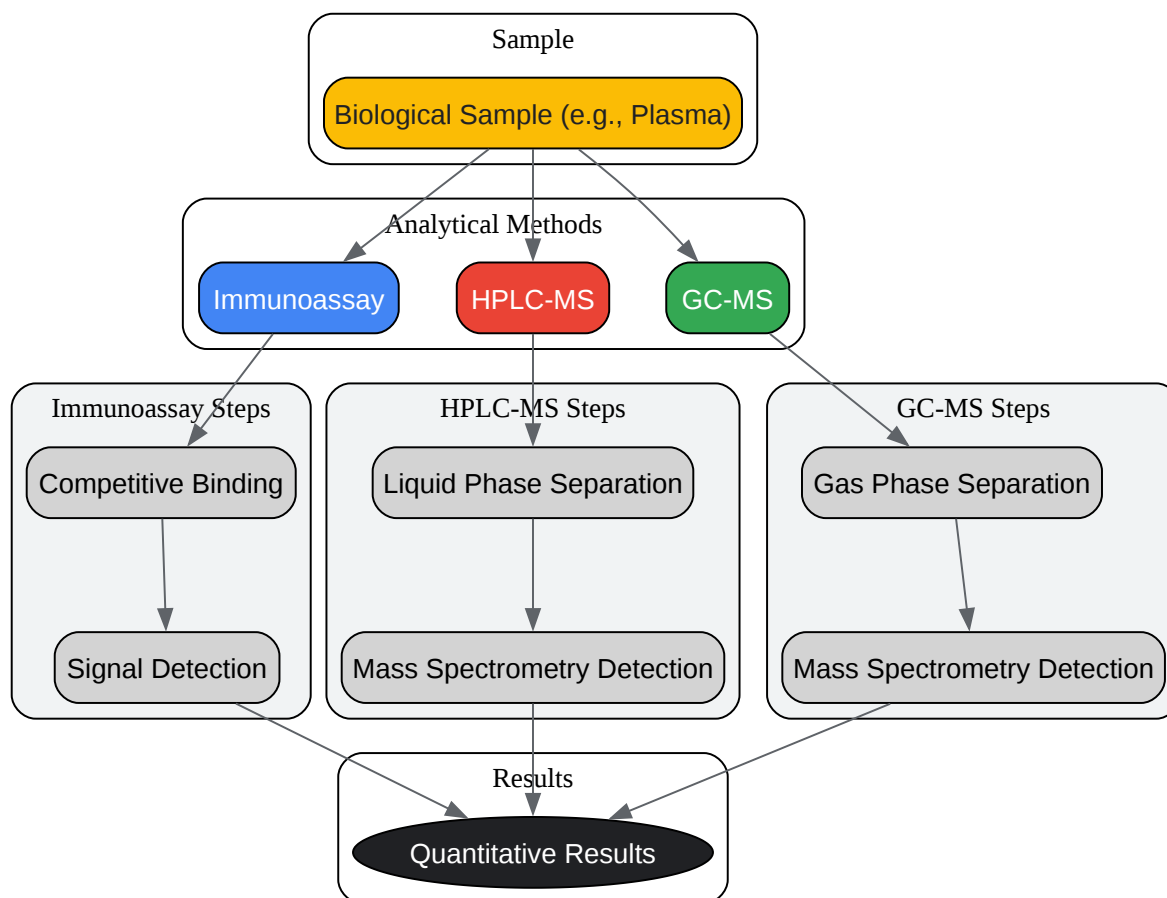 Sample
Biological Sample (e.g., Plasma)
Analytical Methods
Immunoassay
HPLC-MS
GC-MS
Immunoassay Steps
HPLC-MS Steps
GC-MS Steps
Competitive Binding
Liquid Phase Separation
Gas Phase Separation
Signal Detection
Mass Spectrometry Detection
Mass Spectrometry Detection
Results
Quantitative Results